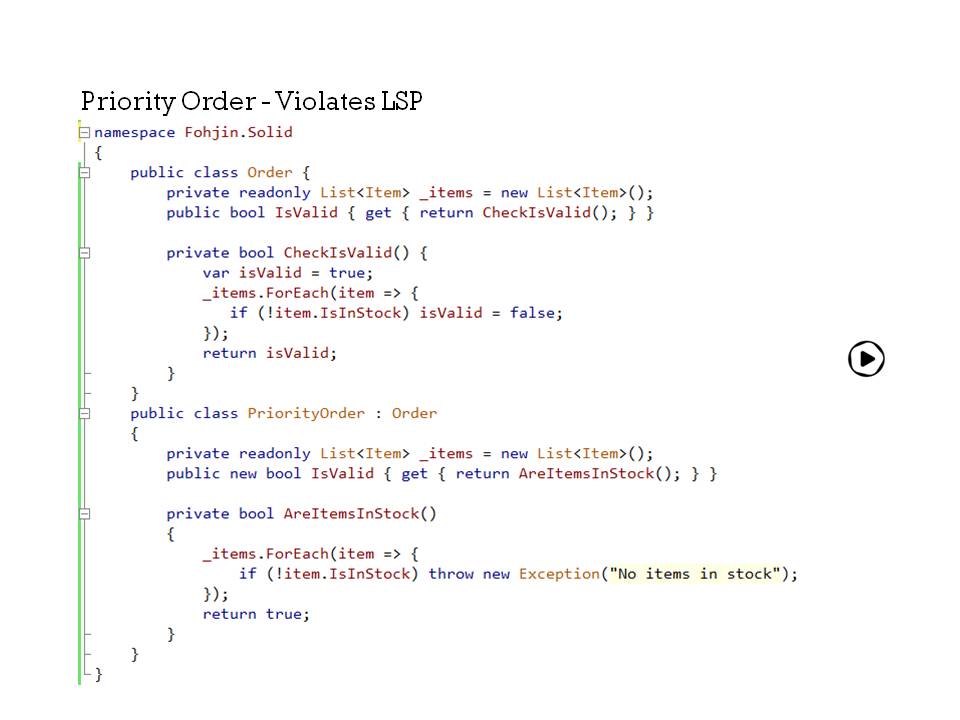 Priority Order - Violates LSP
namespace Fohjin.Solid
{
public class Order {
private readonly List<Item> _items = new List<Item>();
public bool IsValid { get { return CheckIsValid(); } }
private bool CheckIsValid() {
var isValid = true;
_items.ForEach(item => {
if (!item.IsInStock) isValid = false;
});
return isValid;
}
}
public class PriorityOrder : Order
{
private readonly List<Item> _items = new List<Item>();
public new bool IsValid { get { return AreItemsInStock(); } }
private bool AreItemsInStock()
{
_items.ForEach(item => {
if (!item.IsInStock) throw new Exception("No items in stock");
});
return true;
}
}
}